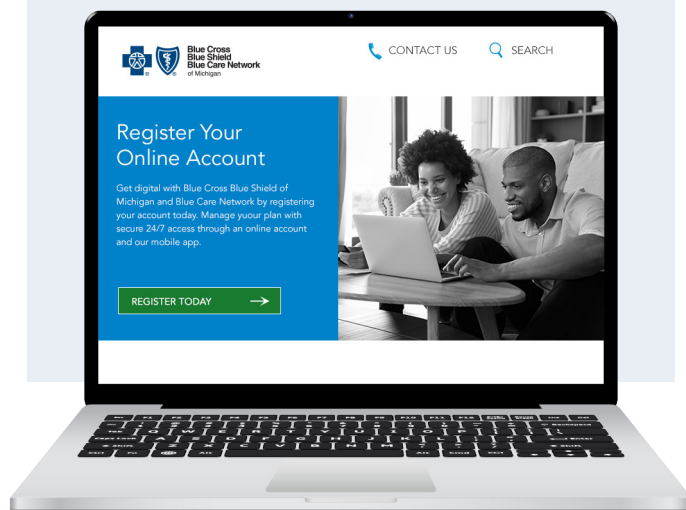 Blue Cross
Blue Shield
Blue Care Network
of Michigan
CONTACT US
SEARCH
Register Your
Online Account
Get digital with Blue Cross Blue Shield of
Michigan and Blue Care Network by registering
your account today. Manage yuour plan with
secure 24/7 access through an online account
and our mobile app.
REGISTER TODAY